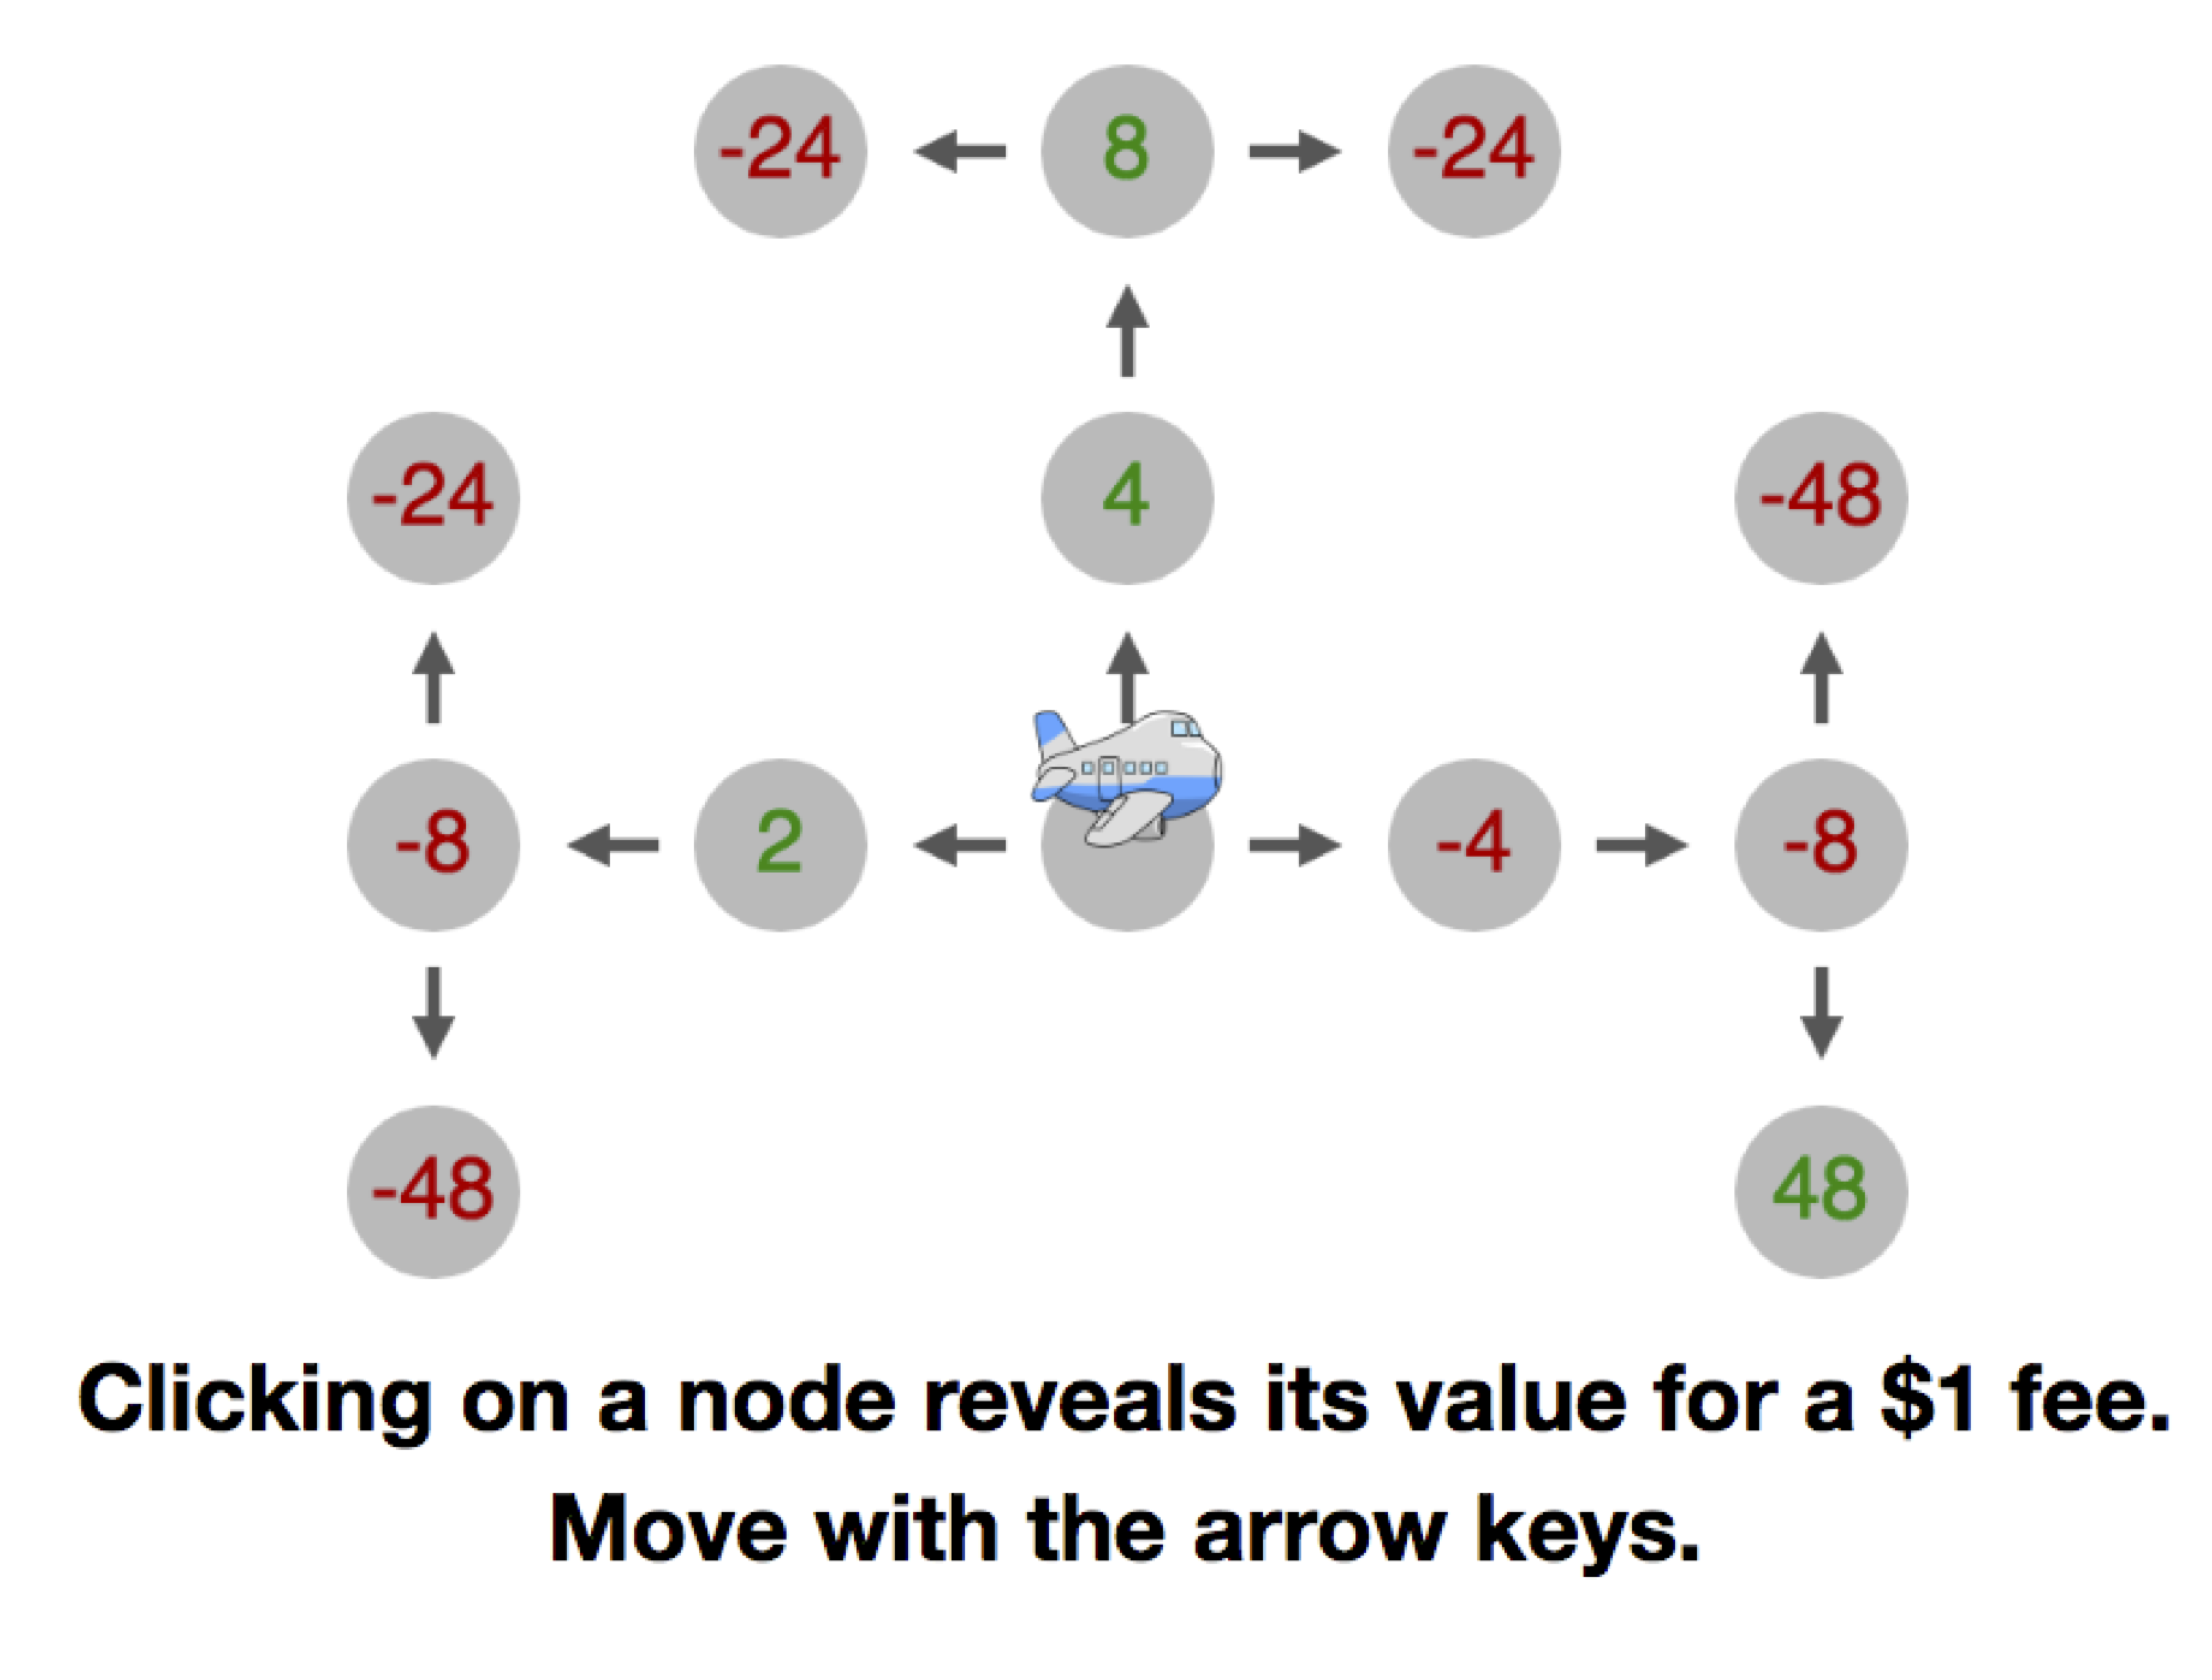 -24 8 -24
-24 4 -48
-8 2 -4 -8
-48 48
Clicking on a node reveals its value for a $1 fee.
Move with the arrow keys.